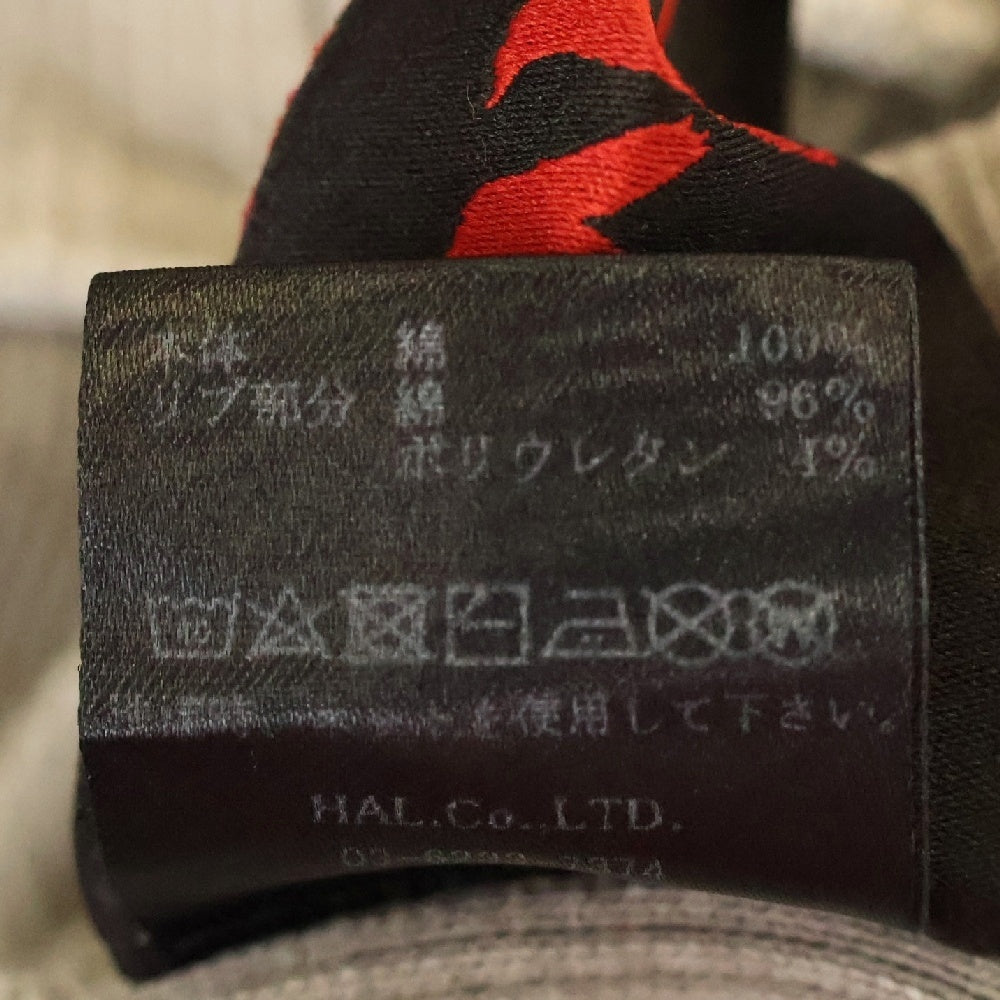 本体 綿 100%
リブ部分 綿 96%
ポリウレタン 4%
を使用して下さい。
HAL.Co.,LTD.